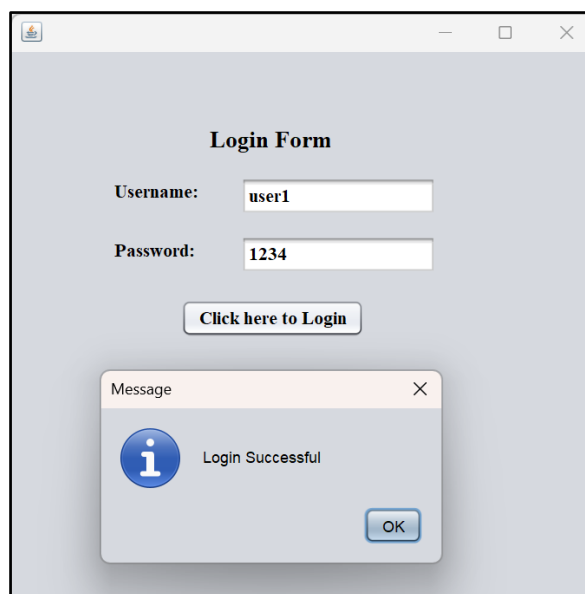 Login Form
Username: user1
Password: 1234
Click here to Login
Message
Login Successful
OK